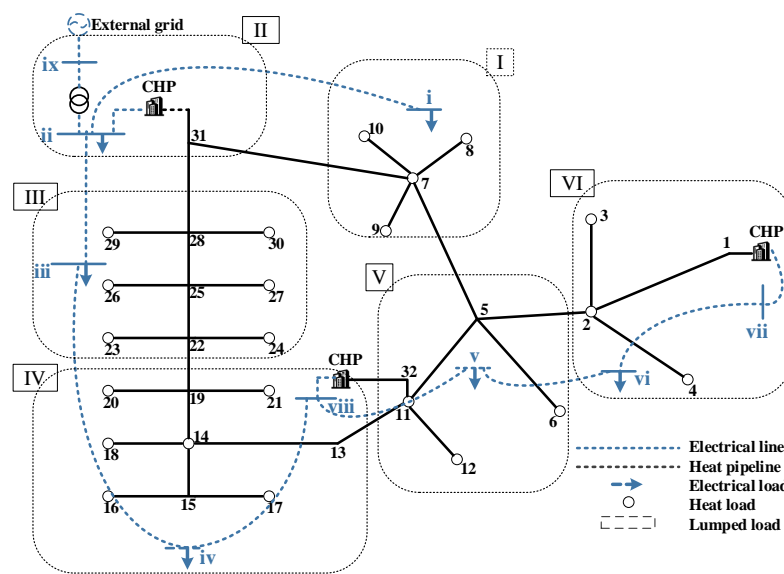 External grid
II
ix
CHP
I
i
10
8
ii
31
7
VI
9
3
III
CHP
1
29
28
30
V
iii
26
25
27
5
2
vii
23
22
24
CHP
32
v
IV
vi
4
20
19
21
viii
11
6
18
14
13
12
Electrical line
Heat pipeline
Electrical load
16
15
17
Heat load
Lumped load
iv